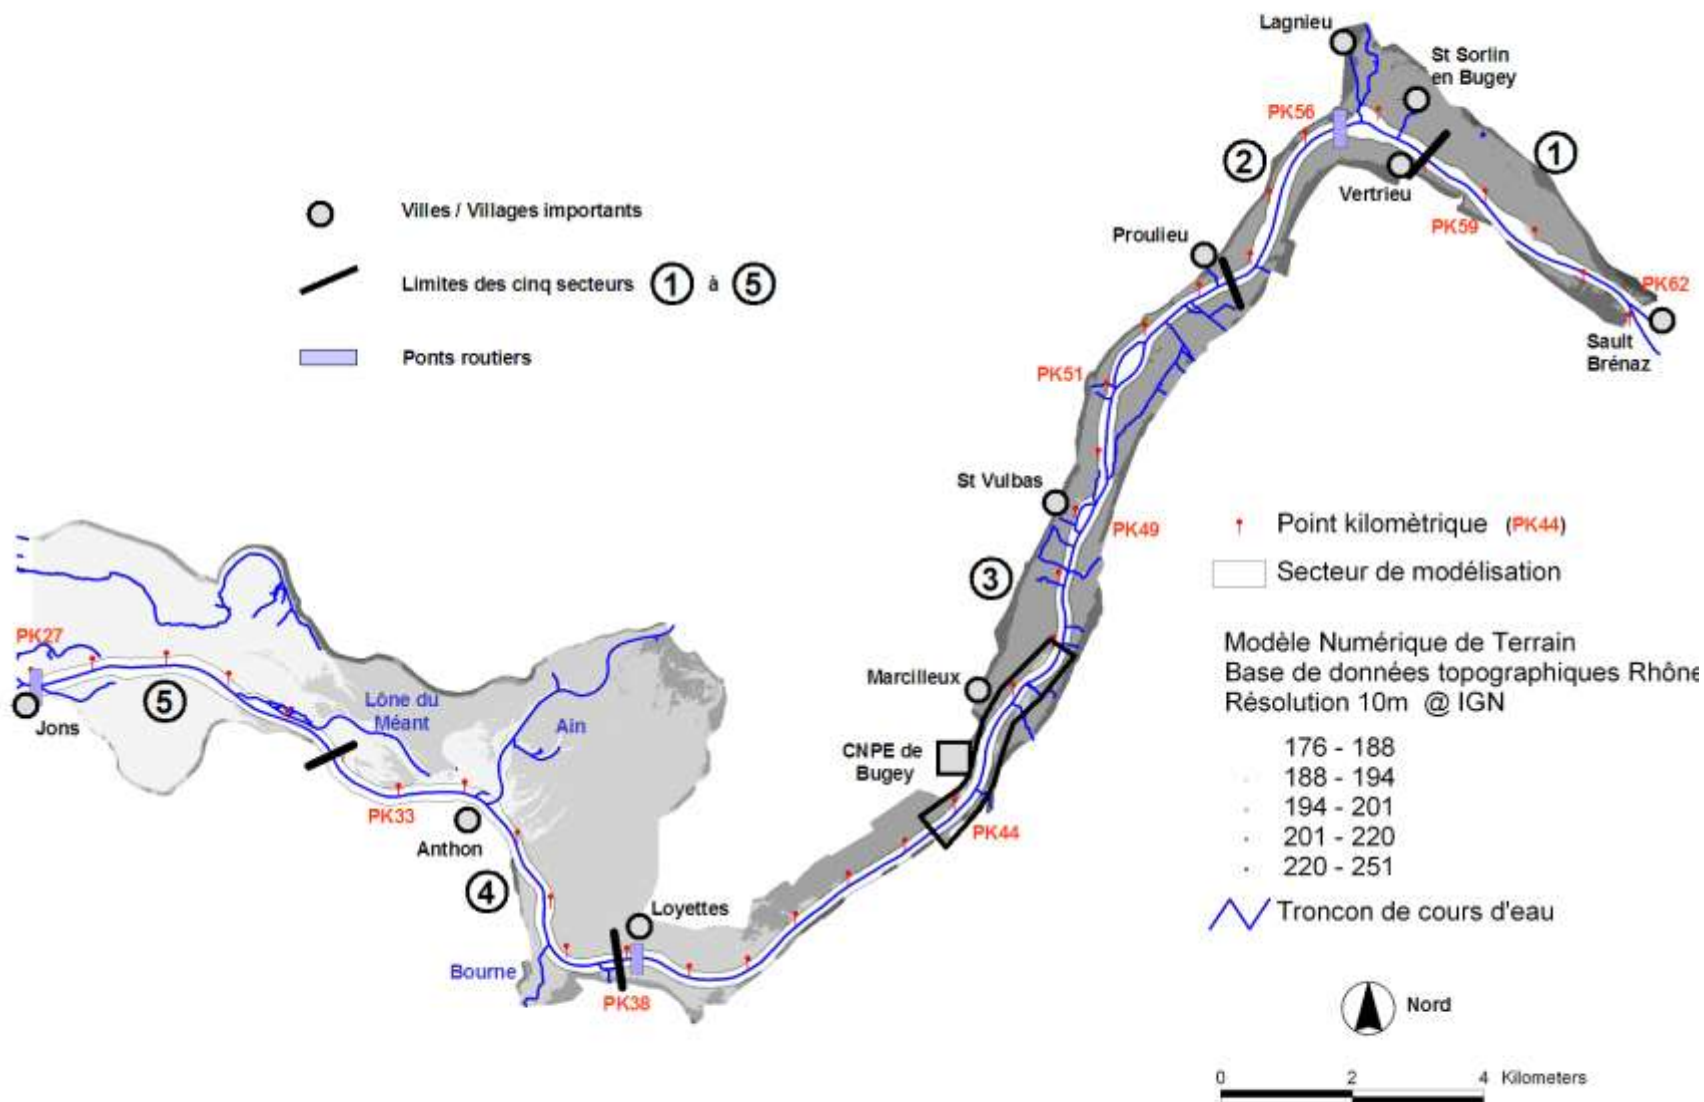 Lagnieu
St Sorlin
en Bugey
PK56
1
2
Vertrieu
PK59
Proulieu
PK62
Sault
Brénaz
Villes / Villages importants
Limites des cinq secteurs 1 à 5
Ponts routiers
PK51
St Vulbas
PK49
3
Point kilomètrique (PK44)
Secteur de modélisation
Modèle Numérique de Terrain
Base de données topographiques Rhône
Résolution 10m @ IGN
176 - 188
188 - 194
194 - 201
201 - 220
220 - 251
Troncon de cours d'eau
PK27
Jons
5
Lône du
Méant
Ain
Marcilleux
CNPE de
Bugey
PK44
PK33
Anthon
4
Loyettes
Bourne
PK38
Nord
0 2 4 Kilometers